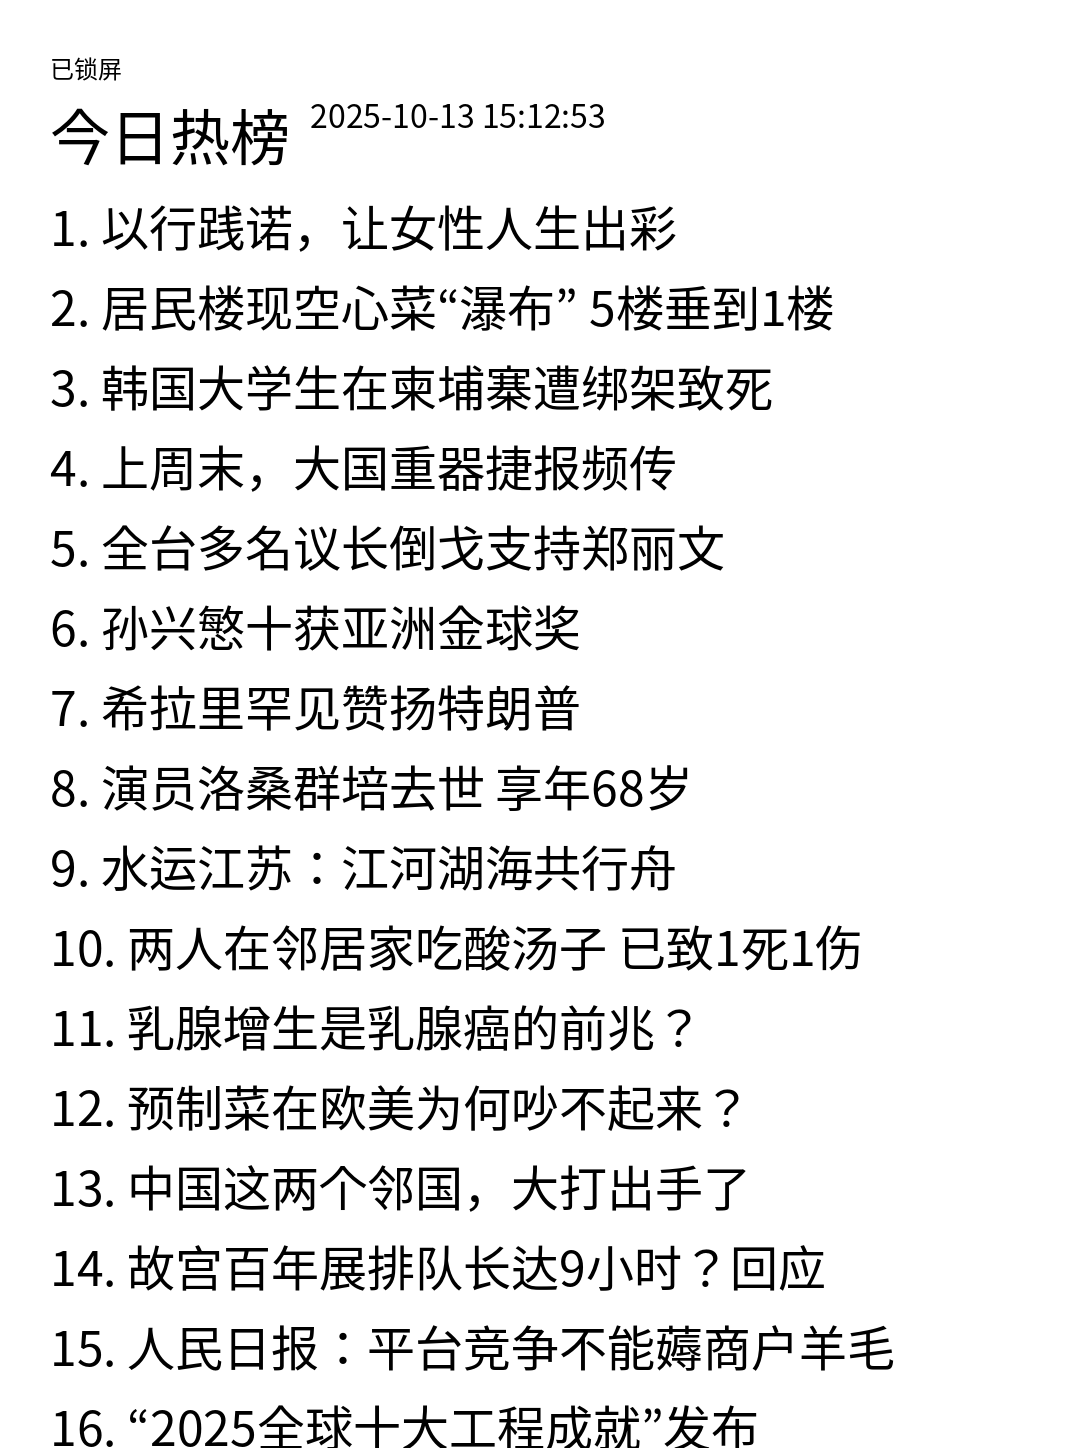 已锁屏
今日热榜 2025-10-13 15:12:53
1. 以行践诺，让女性人生出彩
2. 居民楼现空心菜“瀑布” 5楼垂到1楼
3. 韩国大学生在柬埔寨遭绑架致死
4. 上周末，大国重器捷报频传
5. 全台多名议长倒戈支持郑丽文
6. 孙兴慜十获亚洲金球奖
7. 希拉里罕见赞扬特朗普
8. 演员洛桑群培去世 享年68岁
9. 水运江苏：江河湖海共行舟
10. 两人在邻居家吃酸汤子 已致1死1伤
11. 乳腺增生是乳腺癌的前兆？
12. 预制菜在欧美为何吵不起来？
13. 中国这两个邻国，大打出手了
14. 故宫百年展排队长达9小时？回应
15. 人民日报：平台竞争不能薅商户羊毛
16. “2025全球十大工程成就”发布